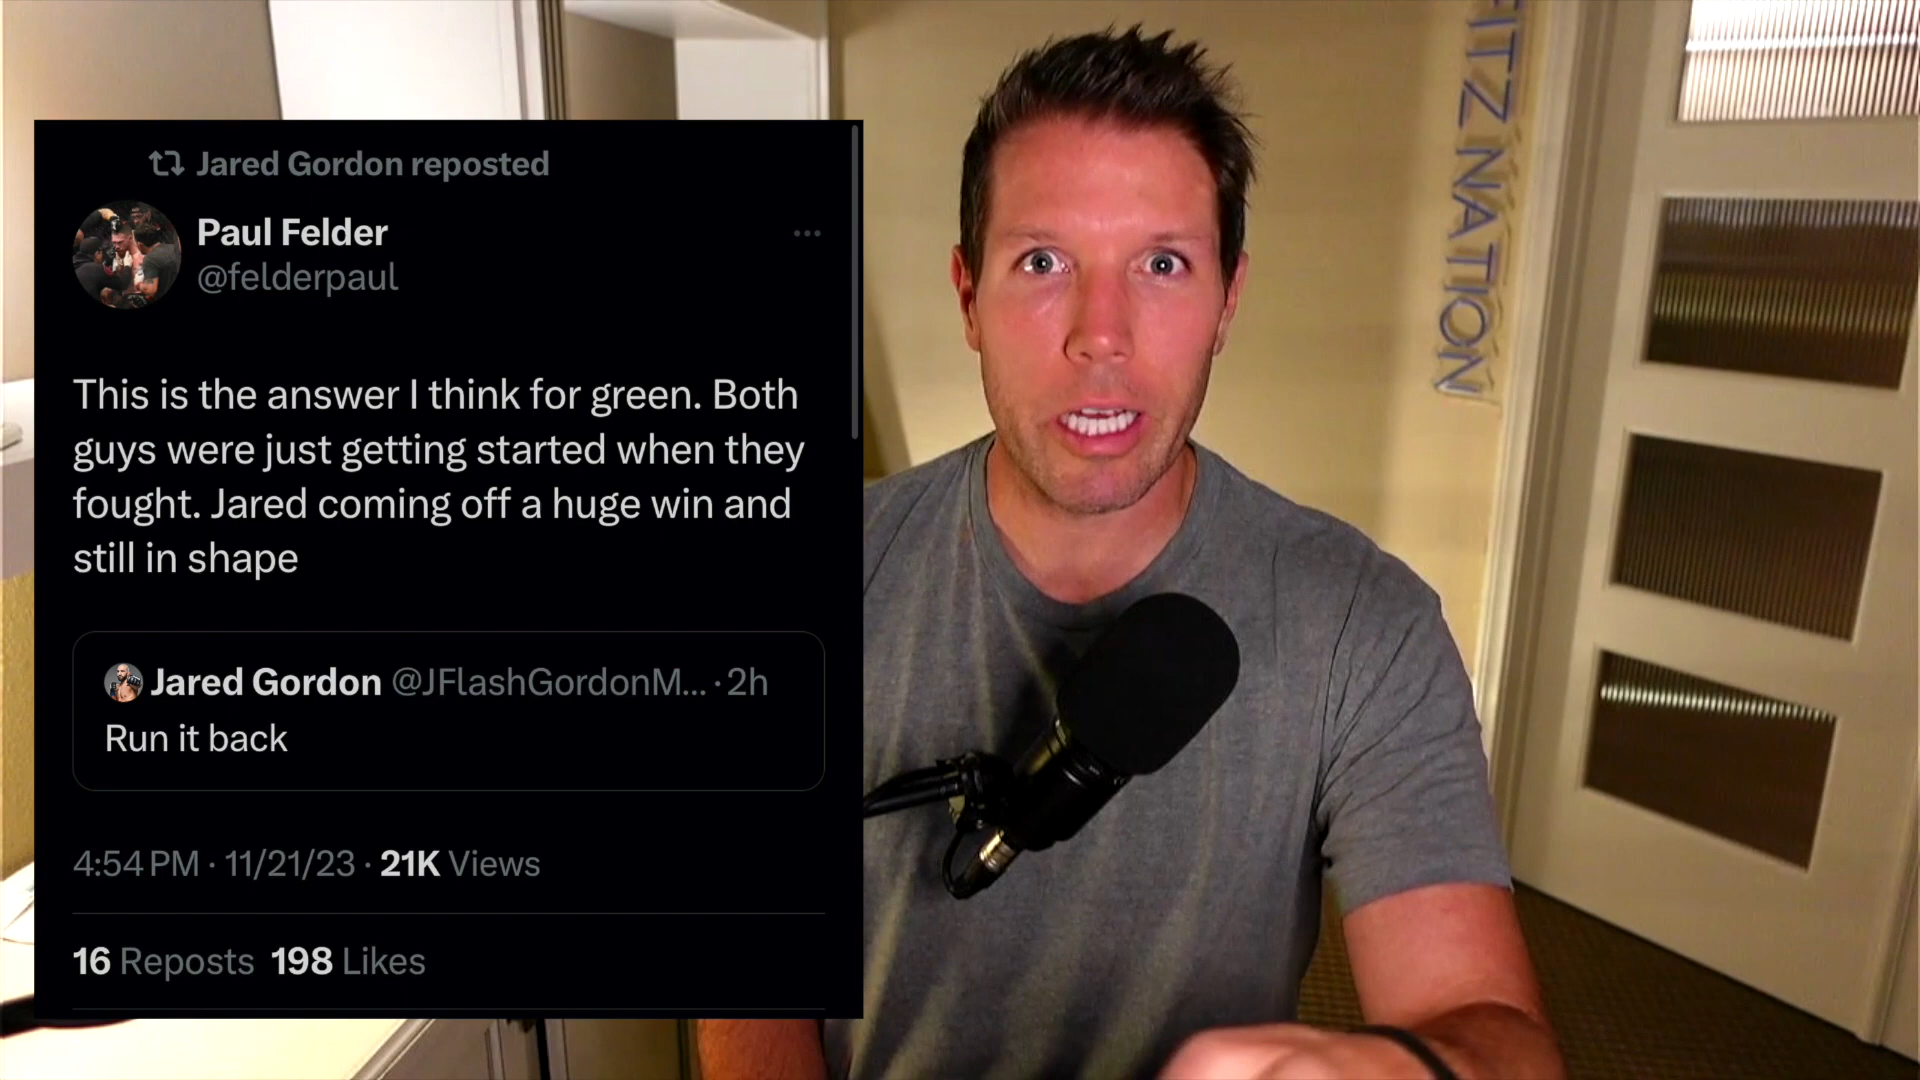 Jared Gordon reposted
Paul Felder
@felderpaul
This is the answer I think for green. Both
guys were just getting started when they
fought. Jared coming off a huge win and
still in shape
Jared Gordon @JFlashGordonM... · 2h
Run it back
4:54 PM · 11/21/23 · 21K Views
16 Reposts 198 Likes
FITZ NATION